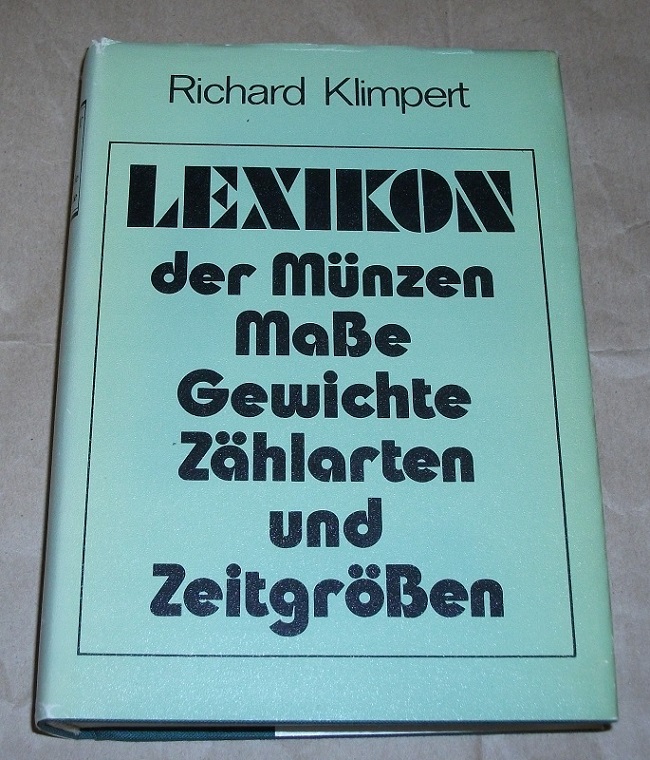 Richard Klimpert
LEXIKON
der Münzen
Maße
Gewichte
Zählarten
und
Zeitgrößen